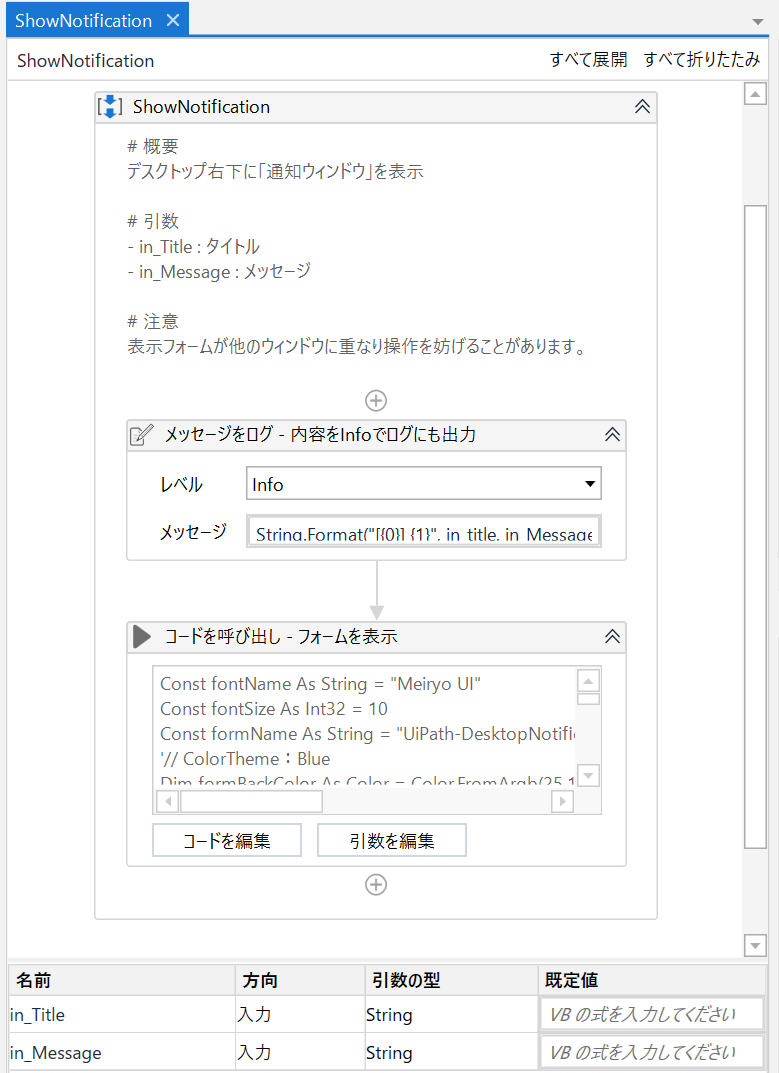 ShowNotification
ShowNotification すべて展開 すべて折りたたみ
ShowNotification
# 概要
デスクトップ右下に「通知ウィンドウ」を表示
# 引数
- in_Title : タイトル
- in_Message : メッセージ
# 注意
表示フォームが他のウィンドウに重なり操作を妨げることがあります。
メッセージをログ - 内容をInfoでログにも出力
レベル Info
メッセージ String.Format("[{0}] {1}", in_title, in_Message
コードを呼び出し - フォームを表示
Const fontName As String = "Meiryo UI"
Const fontSize As Int32 = 10
Const formName As String = "UiPath-DesktopNotific
'// ColorTheme：Blue
Dim formBackColor As Color = Color.FromArgb(25,1
コードを編集 引数を編集
名前 方向 引数の型 既定値
in_Title 入力 String VB の式を入力してください
in_Message 入力 String VB の式を入力してください